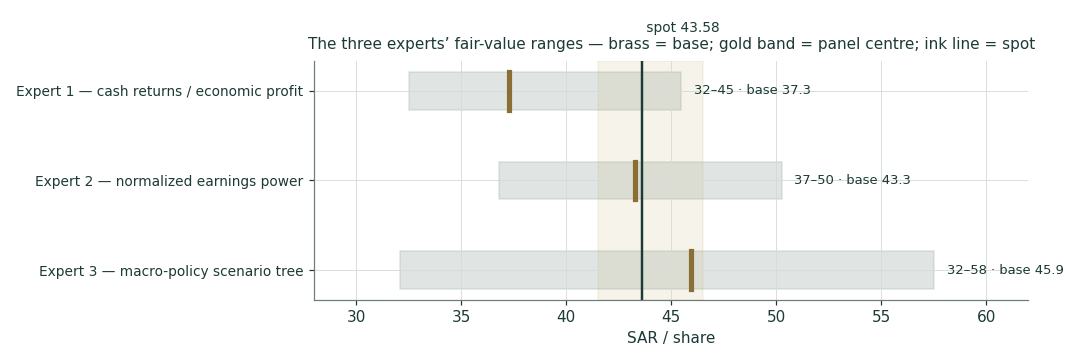 spot 43.58
The three experts’ fair-value ranges — brass = base; gold band = panel centre; ink line = spot
Expert 1 — cash returns / economic profit
32–45 · base 37.3
Expert 2 — normalized earnings power
37–50 · base 43.3
Expert 3 — macro-policy scenario tree
32–58 · base 45.9
30 35 40 45 50 55 60
SAR / share